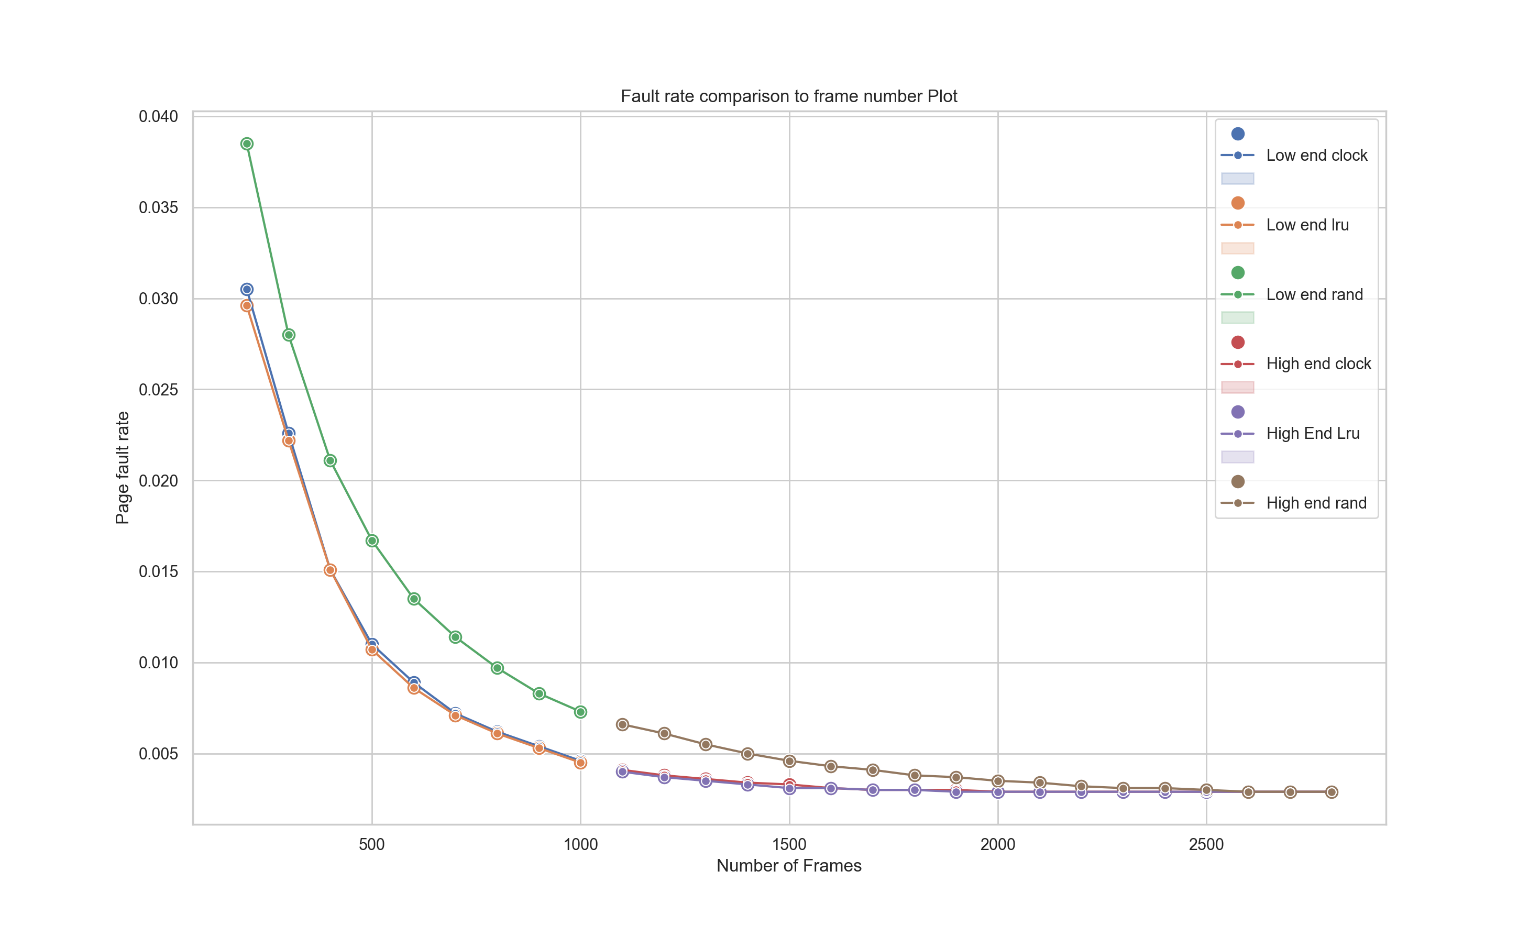 Fault rate comparison to frame number Plot
0.040
0.035
0.030
0.025
0.020
0.015
0.010
0.005
Page fault rate
500
1000
1500
2000
2500
Number of Frames
Low end clock
Low end lru
Low end rand
High end clock
High End Lru
High end rand